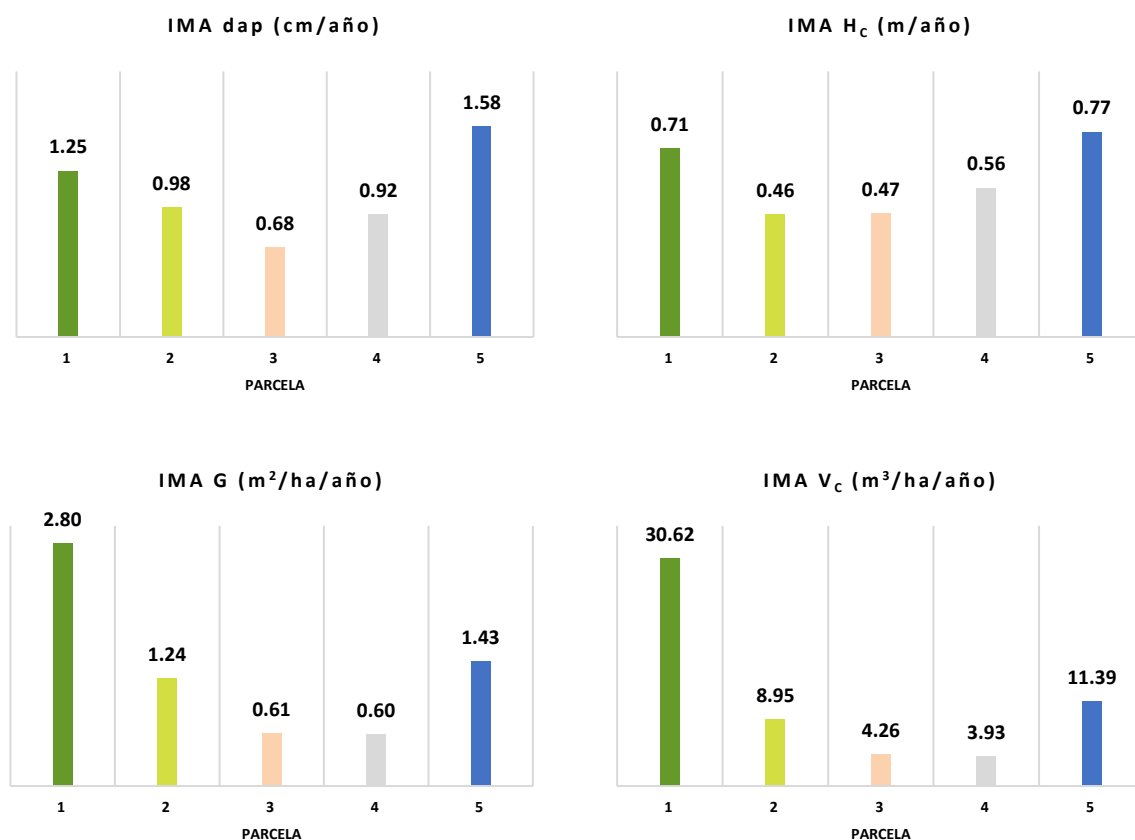 IMA dap (cm/año)
1.25
0.98
0.68
0.92
1.58
1 2 3 4 5
PARCELA
IMA H_C (m/año)
0.71
0.46
0.47
0.56
0.77
1 2 3 4 5
PARCELA
IMA G (m²/ha/año)
2.80
1.24
0.61
0.60
1.43
1 2 3 4 5
PARCELA
IMA V_C (m³/ha/año)
30.62
8.95
4.26
3.93
11.39
1 2 3 4 5
PARCELA